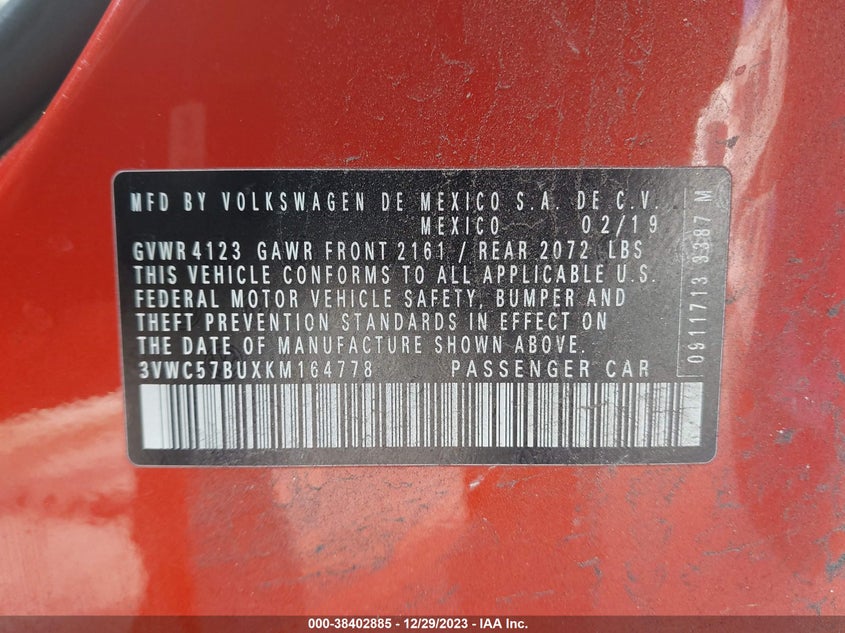 MFD BY VOLKSWAGEN DE MEXICO S.A. DE C.V.
MEXICO 02/19
GVWR 4123 GAWR FRONT 2161 / REAR 2072 LBS
THIS VEHICLE CONFORMS TO ALL APPLICABLE U.S.
FEDERAL MOTOR VEHICLE SAFETY, BUMPER AND
THEFT PREVENTION STANDARDS IN EFFECT ON
THE DATE OF MANUFACTURE SHOWN ABOVE.
3VWC57BUXKM164778 PASSENGER CAR
0911713 3387 M
000-38402885 - 12/29/2023 - IAA Inc.